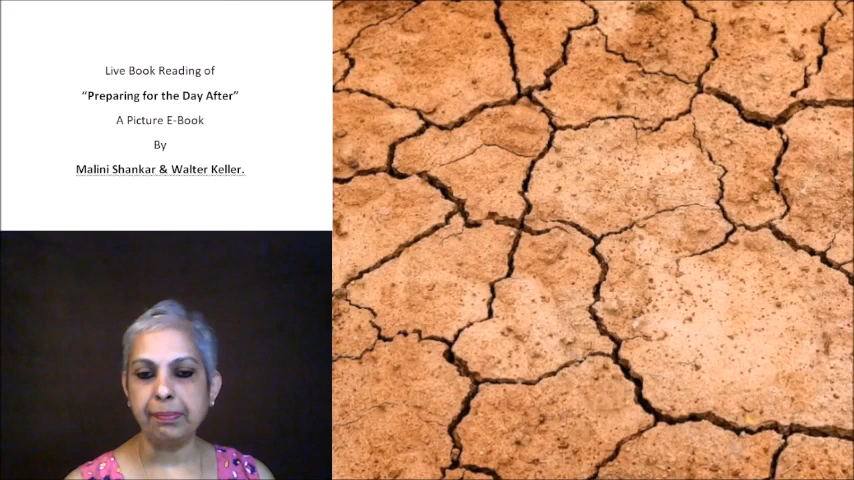 Live Book Reading of
“Preparing for the Day After”
A Picture E-Book
By
Malini Shankar & Walter Keller.